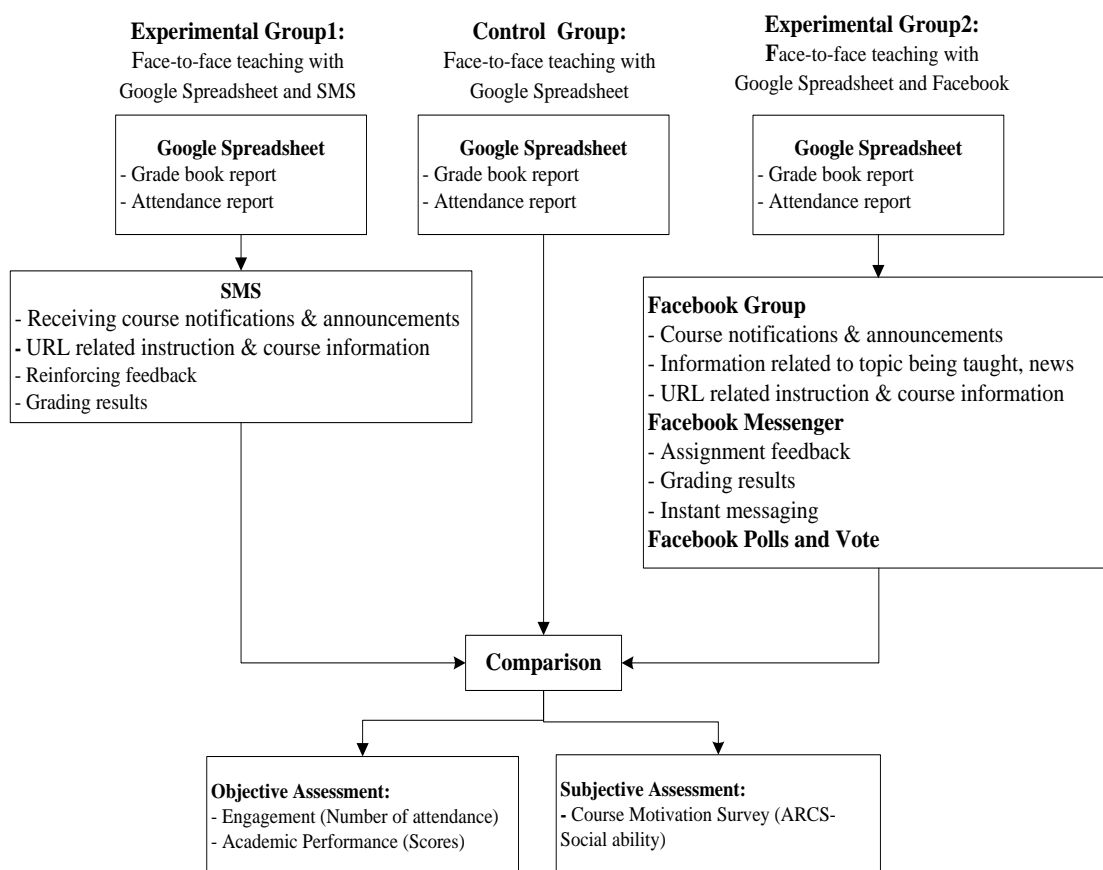 Experimental Group1:
Face-to-face teaching with
Google Spreadsheet and SMS
Control Group:
Face-to-face teaching with
Google Spreadsheet
Experimental Group2:
Face-to-face teaching with
Google Spreadsheet and Facebook
Google Spreadsheet
- Grade book report
- Attendance report
Google Spreadsheet
- Grade book report
- Attendance report
Google Spreadsheet
- Grade book report
- Attendance report
SMS
- Receiving course notifications & announcements
- URL related instruction & course information
- Reinforcing feedback
- Grading results
Facebook Group
- Course notifications & announcements
- Information related to topic being taught, news
- URL related instruction & course information
Facebook Messenger
- Assignment feedback
- Grading results
- Instant messaging
Facebook Polls and Vote
Comparison
Objective Assessment:
- Engagement (Number of attendance)
- Academic Performance (Scores)
Subjective Assessment:
- Course Motivation Survey (ARCS-
Social ability)